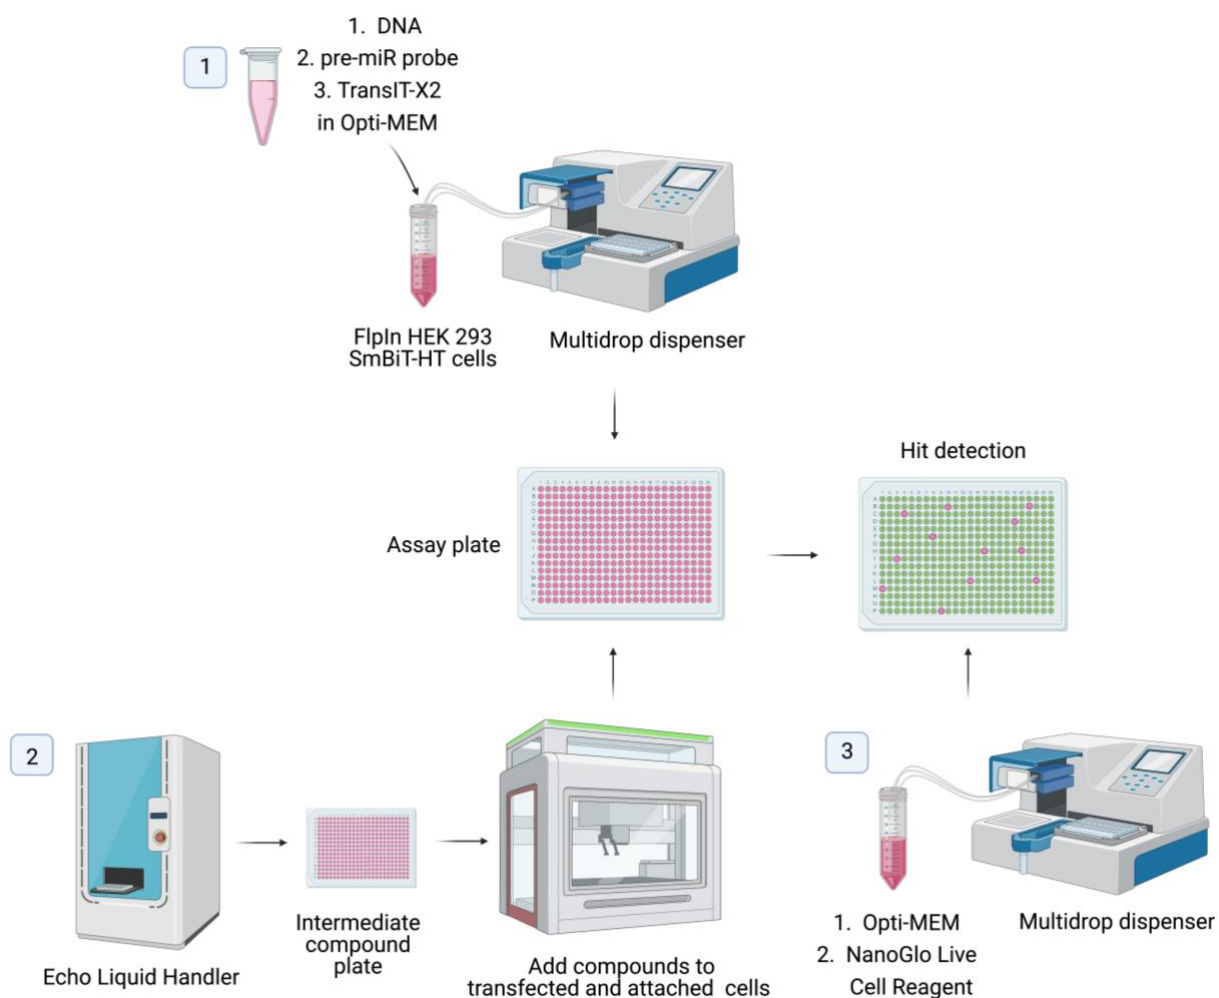 1
1. DNA
2. pre-miR probe
3. TransIT-X2
in Opti-MEM
FlpIn HEK 293
SmBiT-HT cells
Multidrop dispenser
Assay plate
Hit detection
2
Echo Liquid Handler
Intermediate
compound
plate
Add compounds to
transfected and attached cells
3
1. Opti-MEM
2. NanoGlo Live
Cell Reagent
Multidrop dispenser